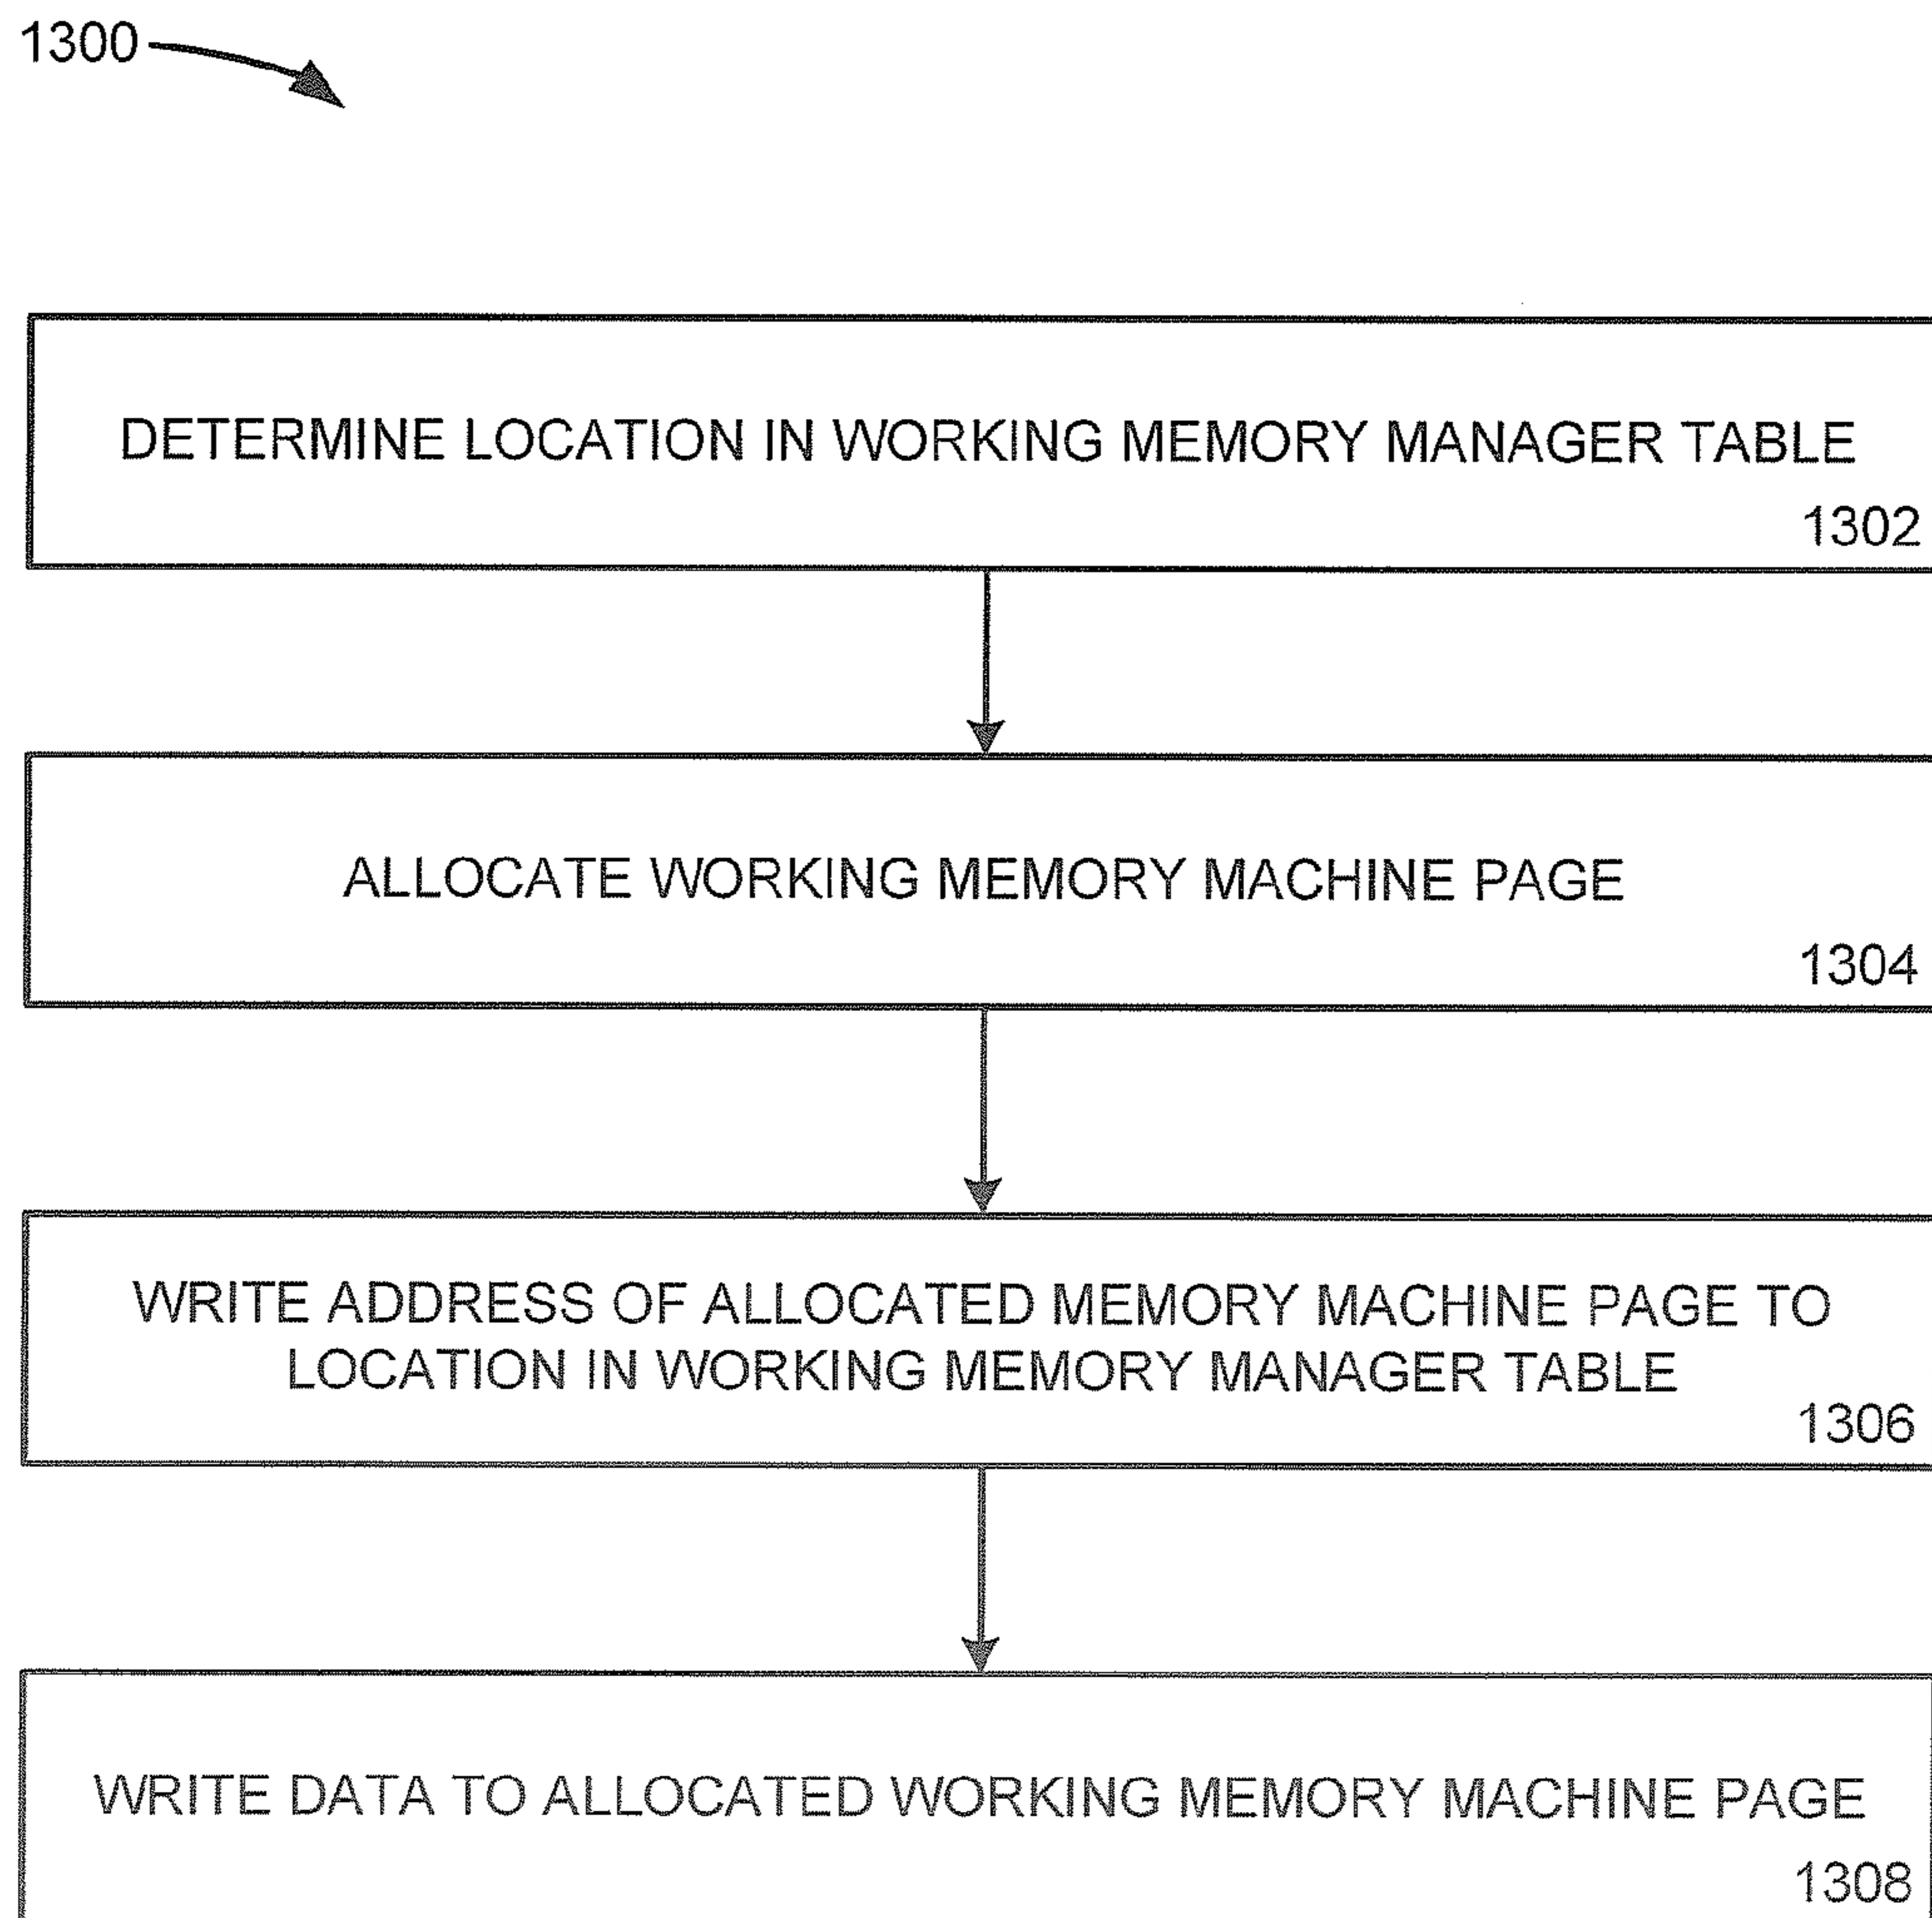 1300
DETERMINE LOCATION IN WORKING MEMORY MANAGER TABLE
1302
ALLOCATE WORKING MEMORY MACHINE PAGE
1304
WRITE ADDRESS OF ALLOCATED MEMORY MACHINE PAGE TO
LOCATION IN WORKING MEMORY MANAGER TABLE
1306
WRITE DATA TO ALLOCATED WORKING MEMORY MACHINE PAGE
1308